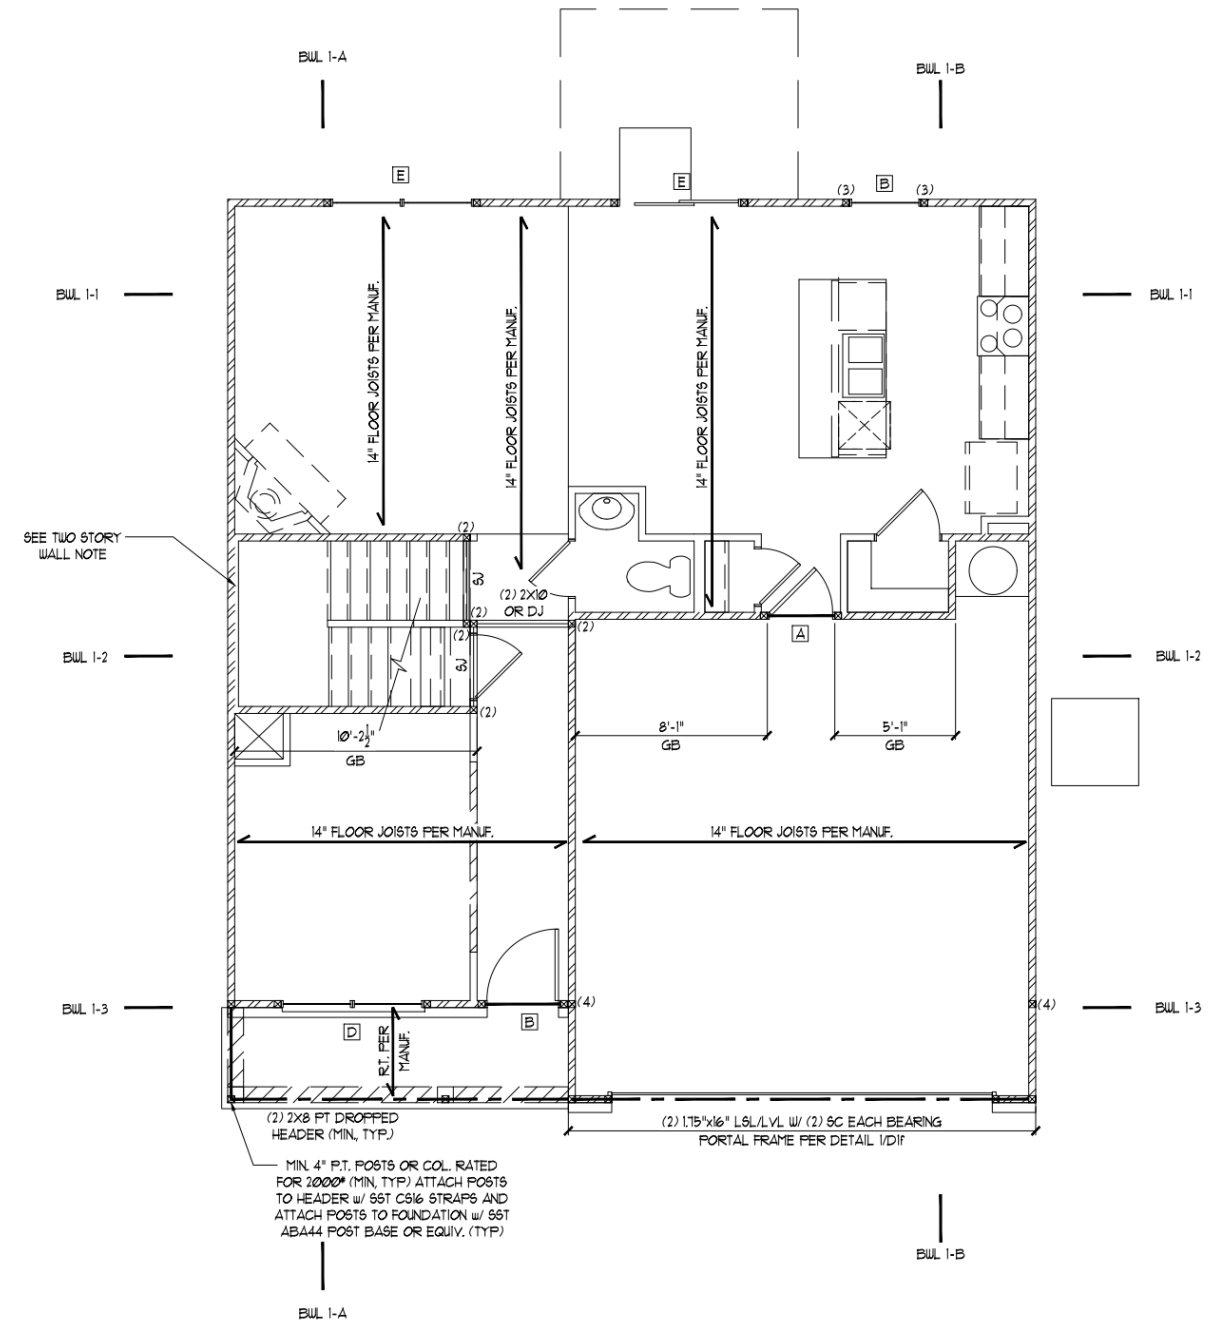 BWL 1-A
BWL 1-B
E
E
(3)
B
(3)
BWL 1-1
BWL 1-1
14" FLOOR JOISTS PER MANUF.
14" FLOOR JOISTS PER MANUF.
14" FLOOR JOISTS PER MANUF.
SEE TWO STORY
WALL NOTE
(2)
SJ
(2) 2X10
OR DJ
(2)
(2)
(2)
SJ
A
BWL 1-2
BWL 1-2
(2)
10'-2½"
GB
8'-1"
GB
5'-1"
GB
14" FLOOR JOISTS PER MANUF.
14" FLOOR JOISTS PER MANUF.
BWL 1-3
(4)
(4)
BWL 1-3
D
B
R.T. PER
MANUF.
(2) 2X8 PT DROPPED
HEADER (MIN., TYP.)
(2) 1.75"x16" LSL/LVL W/ (2) SC EACH BEARING
PORTAL FRAME PER DETAIL 1/D1f
MIN. 4" P.T. POSTS OR COL. RATED
FOR 2000# (MIN, TYP) ATTACH POSTS
TO HEADER w/ SST CS16 STRAPS AND
ATTACH POSTS TO FOUNDATION w/ SST
ABA44 POST BASE OR EQUIV. (TYP)
BWL 1-B
BWL 1-A